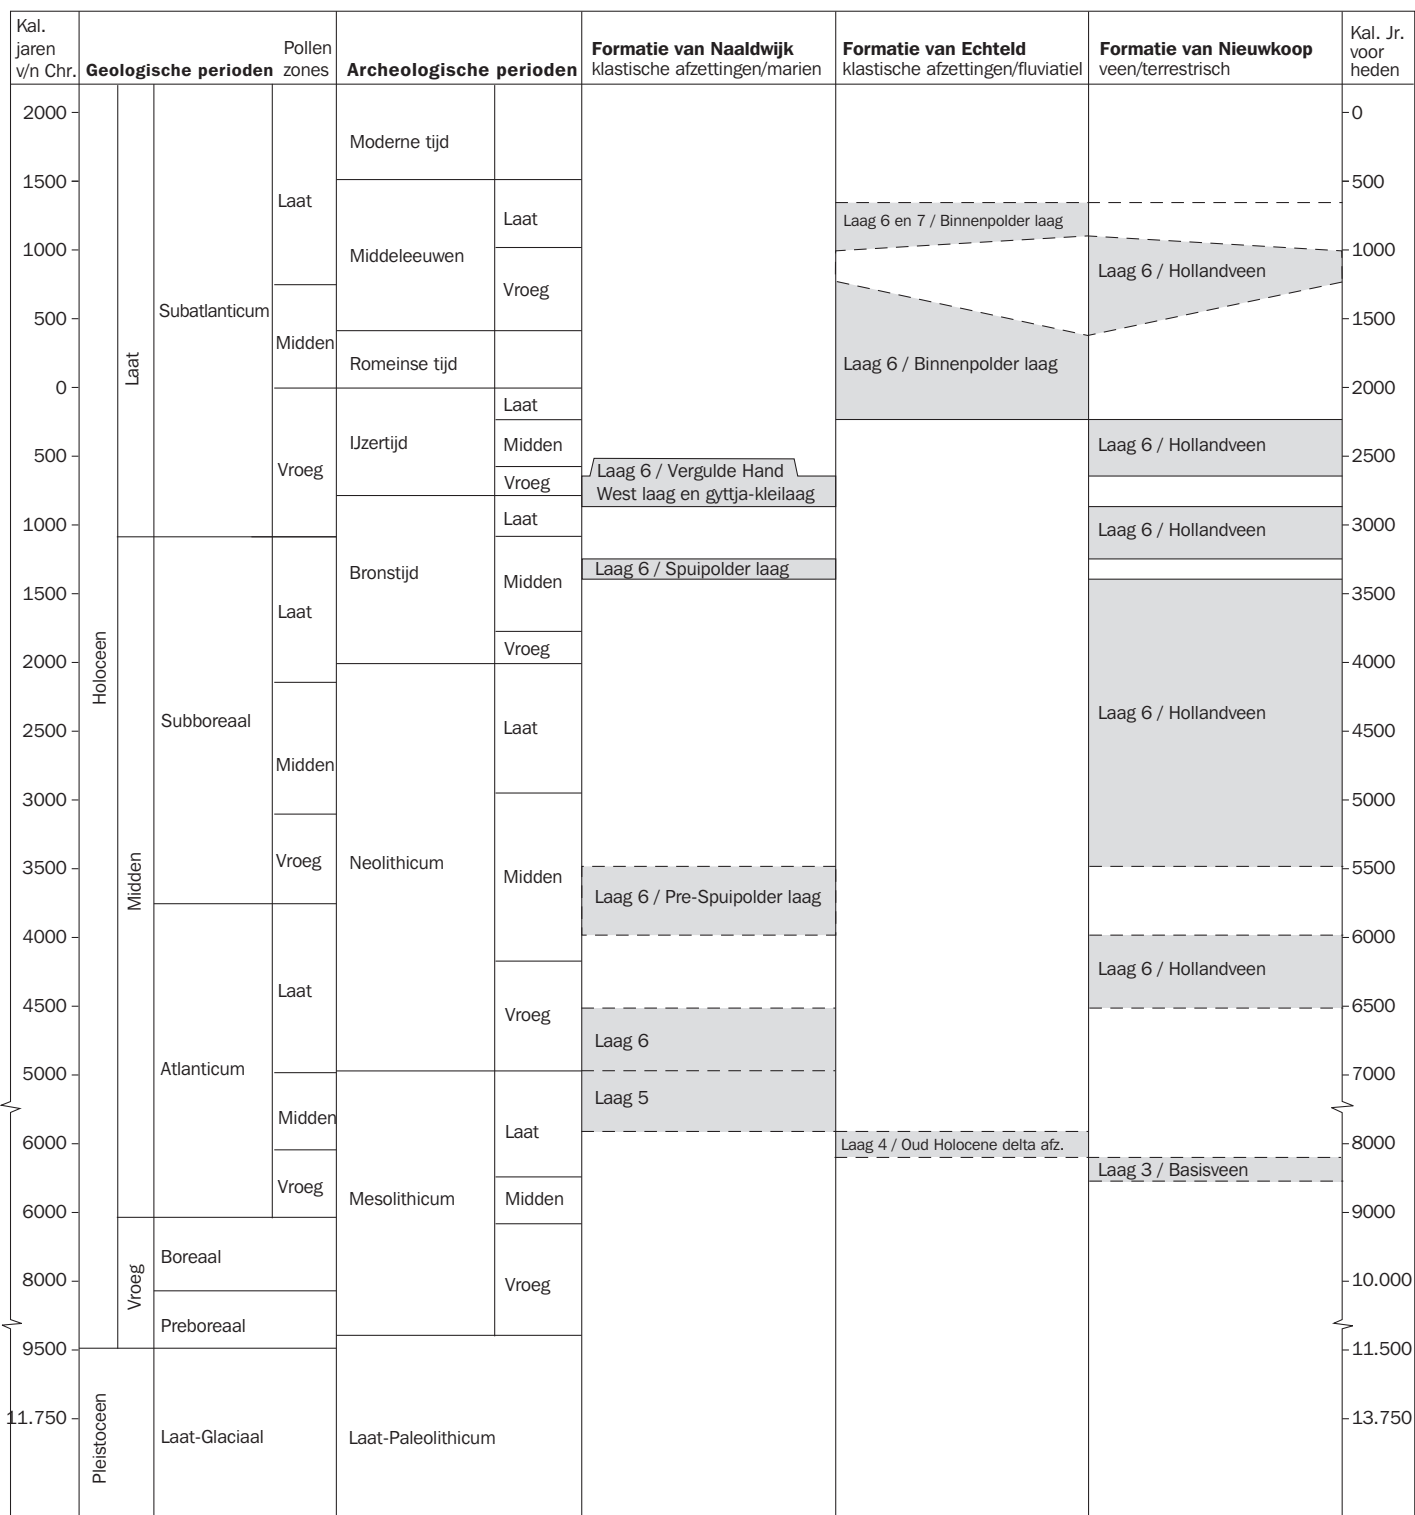 Kal.
jaren
v/n Chr.
Geologische perioden
Pollen
zones
Archeologische perioden
Formatie van Naaldwijk
klastische afzettingen/marien
Formatie van Echteld
klastische afzettingen/fluviatiel
Formatie van Nieuwkoop
veen/terrestrisch
Kal. Jr.
voor
heden
2000
1500
1000
500
0
500
1000
1500
2000
2500
3000
3500
4000
4500
5000
6000
6000
8000
9500
11.750
Holoceen
Pleistoceen
Laat
Midden
Vroeg
Subatlanticum
Subboreaal
Atlanticum
Boreaal
Preboreaal
Laat-Glaciaal
Laat
Midden
Vroeg
Laat
Midden
Vroeg
Laat
Midden
Vroeg
Moderne tijd
Middeleeuwen
Romeinse tijd
IJzertijd
Bronstijd
Neolithicum
Mesolithicum
Laat-Paleolithicum
Laat
Vroeg
Laat
Midden
Vroeg
Laat
Midden
Vroeg
Laat
Midden
Vroeg
Laat
Midden
Vroeg
Laag 6 / Vergulde Hand
West laag en gyttja-kleilaag
Laag 6 / Spuipolder laag
Laag 6 / Pre-Spuipolder laag
Laag 6
Laag 5
Laag 6 en 7 / Binnenpolder laag
Laag 6 / Binnenpolder laag
Laag 4 / Oud Holocene delta afz.
Laag 6 / Hollandveen
Laag 6 / Hollandveen
Laag 6 / Hollandveen
Laag 6 / Hollandveen
Laag 6 / Hollandveen
Laag 3 / Basisveen
0
500
1000
1500
2000
2500
3000
3500
4000
4500
5000
5500
6000
6500
7000
8000
9000
10.000
11.500
13.750